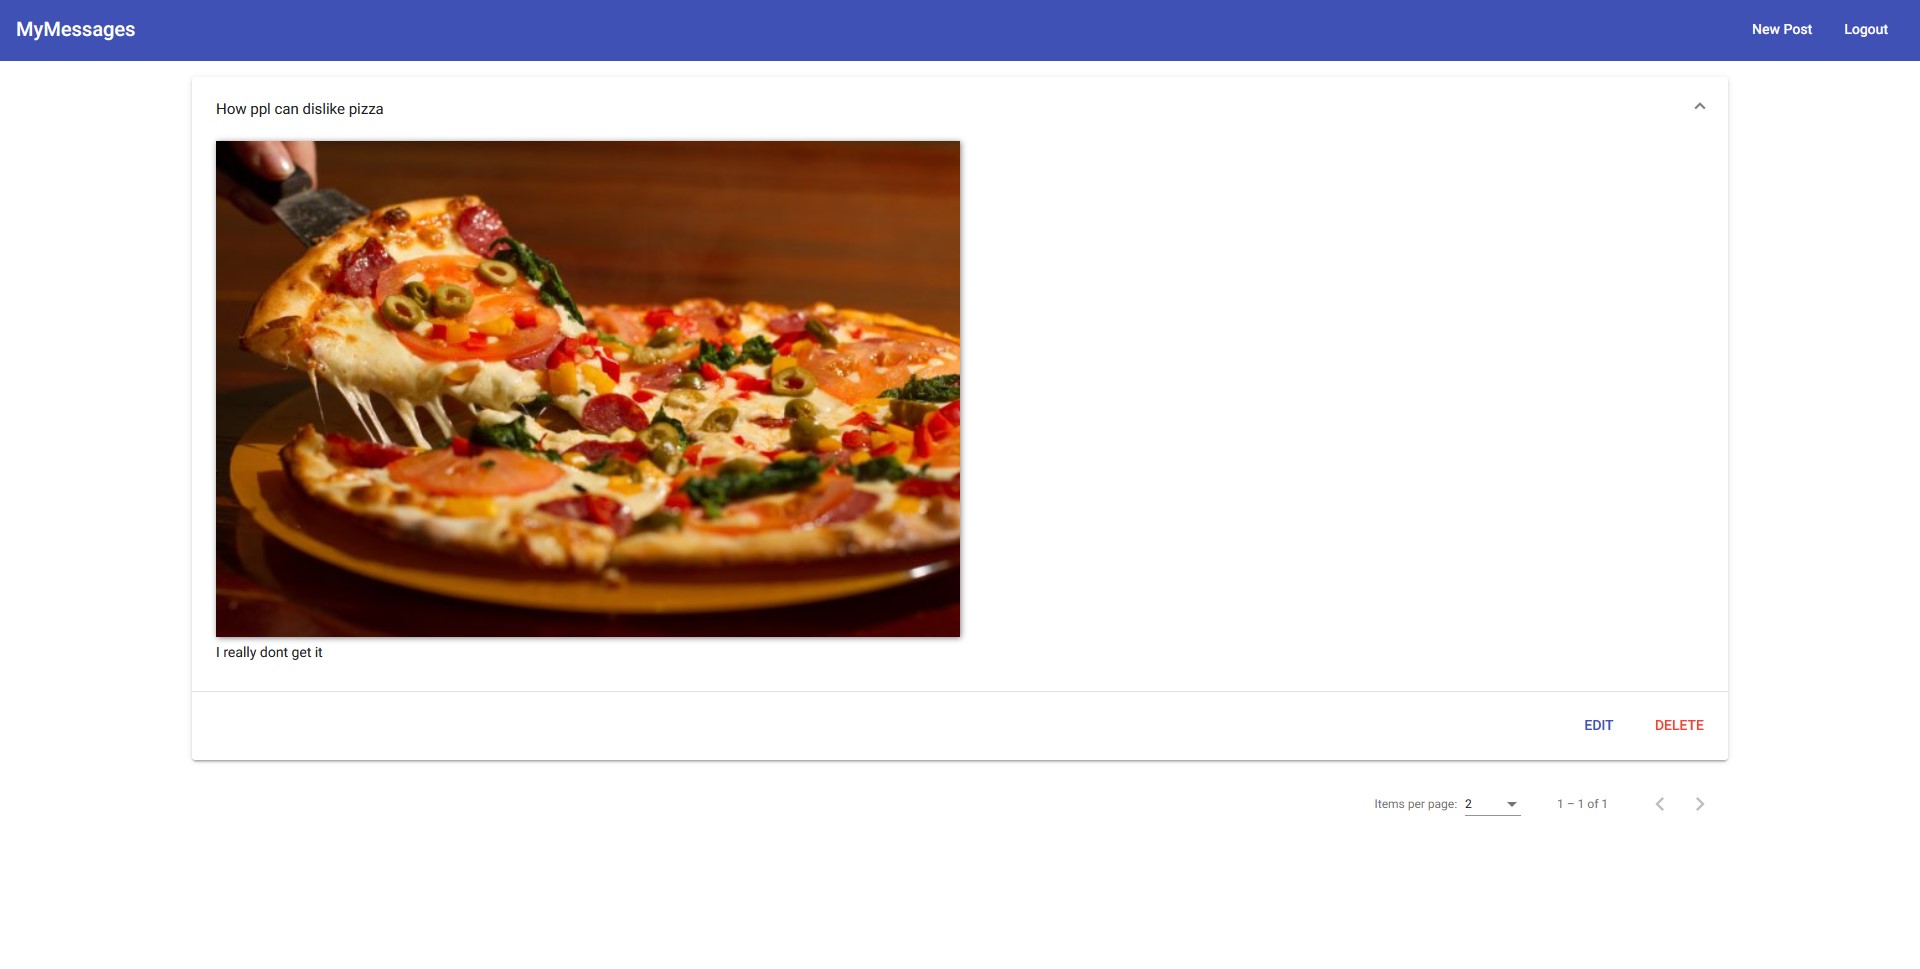 MyMessages
New Post
Logout
How ppl can dislike pizza
I really dont get it
EDIT
DELETE
Items per page: 2
1 – 1 of 1